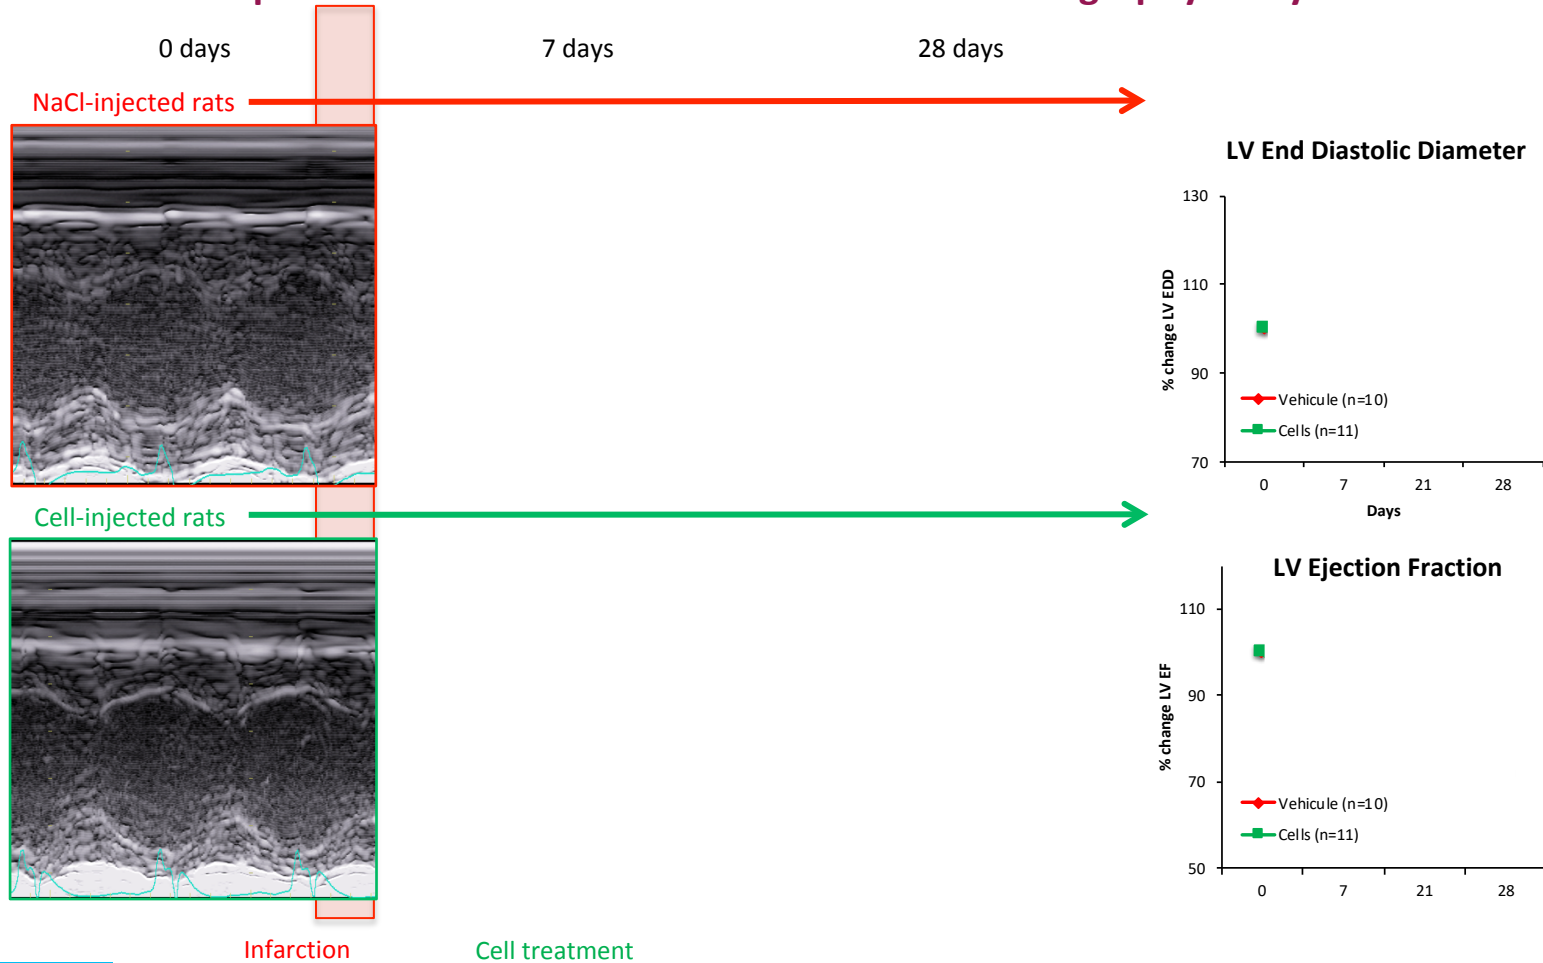 0 days 7 days 28 days
NaCl-injected rats
Cell-injected rats
Infarction Cell treatment
LV End Diastolic Diameter
% change LV EDD
130
110
90
70
Vehicule (n=10)
Cells (n=11)
0 7 21 28
Days
LV Ejection Fraction
% change LV EF
110
90
70
50
Vehicule (n=10)
Cells (n=11)
0 7 21 28